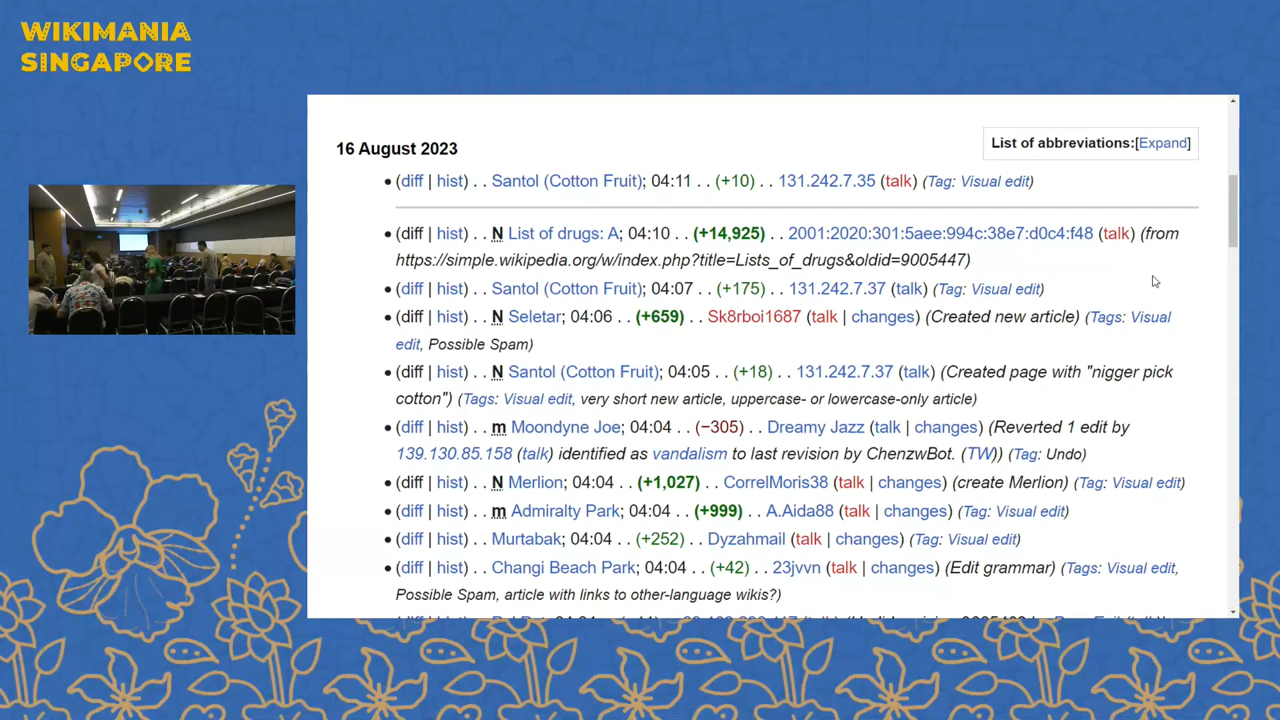 WIKIMANIA
SINGAPORE
16 August 2023
List of abbreviations:[Expand]
(diff | hist) . . Santol (Cotton Fruit); 04:11 . . (+10) . . 131.242.7.35 (talk) (Tag: Visual edit)
(diff | hist) . . N List of drugs: A; 04:10 . . (+14,925) . . 2001:2020:301:5aee:994c:38e7:d0c4:f48 (talk) (from
https://simple.wikipedia.org/w/index.php?title=Lists_of_drugs&oldid=9005447)
(diff | hist) . . Santol (Cotton Fruit); 04:07 . . (+175) . . 131.242.7.37 (talk) (Tag: Visual edit)
(diff | hist) . . N Seletar; 04:06 . . (+659) . . Sk8rboi1687 (talk | changes) (Created new article) (Tags: Visual
edit, Possible Spam)
(diff | hist) . . N Santol (Cotton Fruit); 04:05 . . (+18) . . 131.242.7.37 (talk) (Created page with "nigger pick
cotton") (Tags: Visual edit, very short new article, uppercase- or lowercase-only article)
(diff | hist) . . m Moondyne Joe; 04:04 . . (−305) . . Dreamy Jazz (talk | changes) (Reverted 1 edit by
139.130.85.158 (talk) identified as vandalism to last revision by ChenzwBot. (TW)) (Tag: Undo)
(diff | hist) . . N Merlion; 04:04 . . (+1,027) . . CorrelMoris38 (talk | changes) (create Merlion) (Tag: Visual edit)
(diff | hist) . . m Admiralty Park; 04:04 . . (+999) . . A.Aida88 (talk | changes) (Tag: Visual edit)
(diff | hist) . . Murtabak; 04:04 . . (+252) . . Dyzahmail (talk | changes) (Tag: Visual edit)
(diff | hist) . . Changi Beach Park; 04:04 . . (+42) . . 23jvvn (talk | changes) (Edit grammar) (Tags: Visual edit,
Possible Spam, article with links to other-language wikis?)